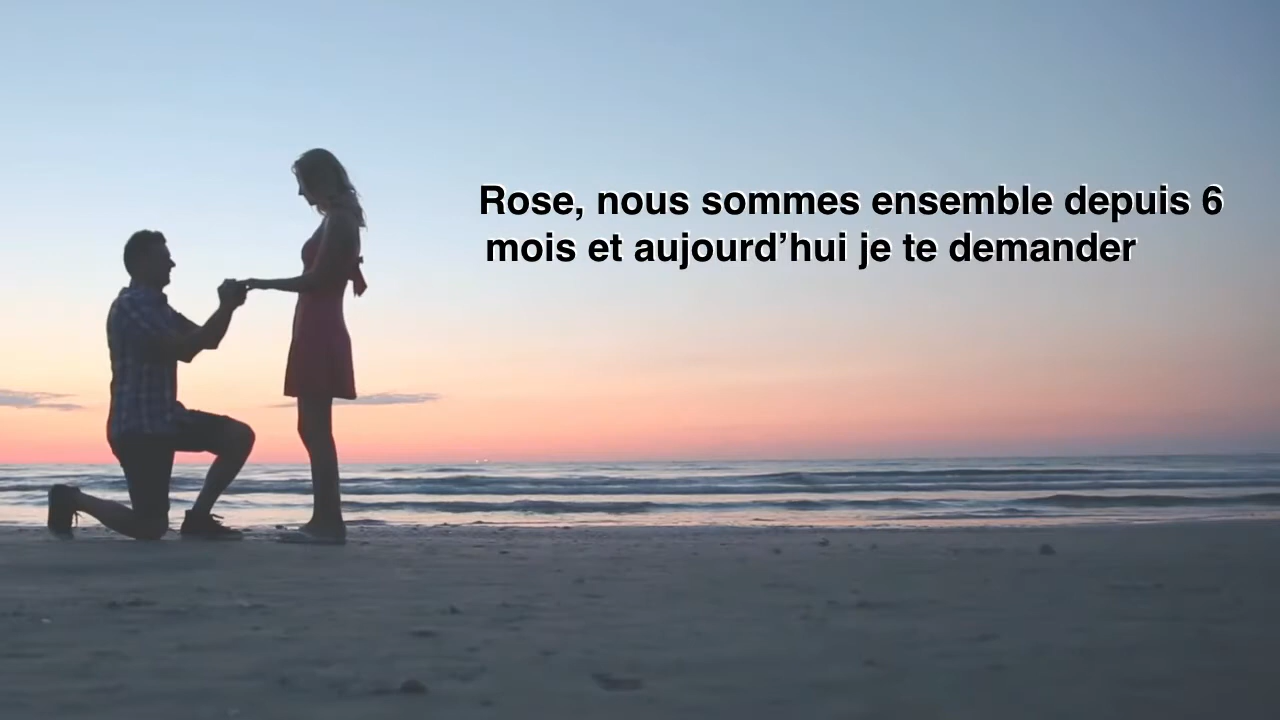 Rose, nous sommes ensemble depuis 6
mois et aujourd’hui je te demander